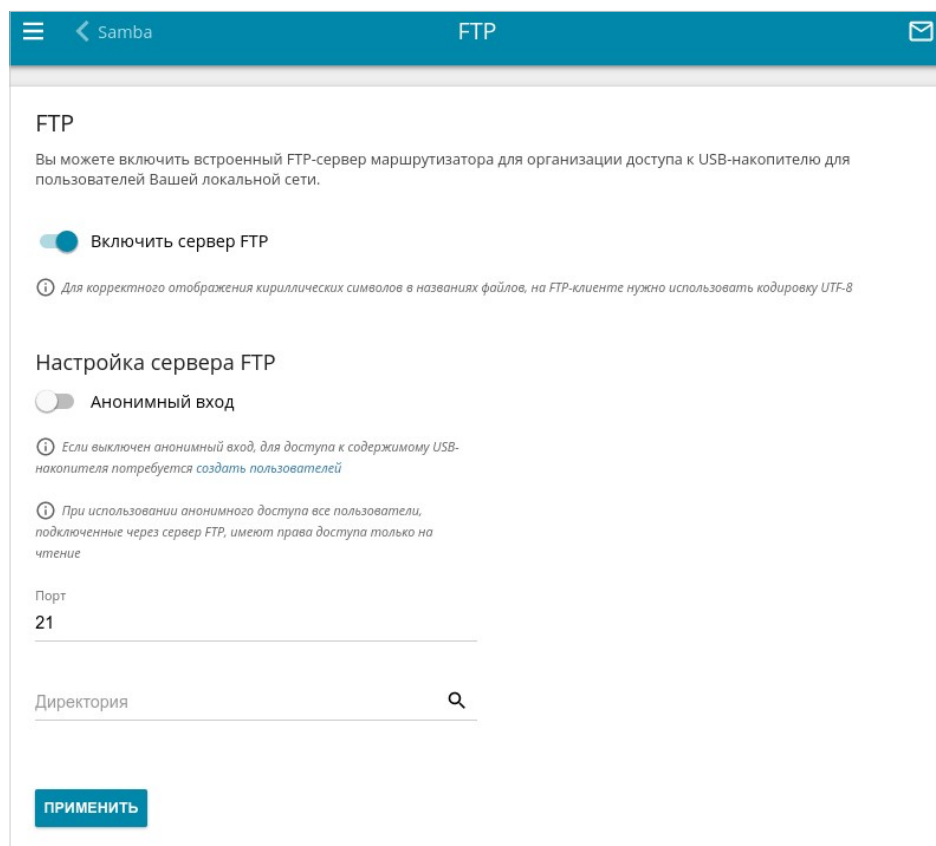 Samba
FTP
FTP
Вы можете включить встроенный FTP-сервер маршрутизатора для организации доступа к USB-накопителю для
пользователей Вашей локальной сети.
Включить сервер FTP
Для корректного отображения кириллических символов в названиях файлов, на FTP-клиенте нужно использовать кодировку UTF-8
Настройка сервера FTP
Анонимный вход
Если выключен анонимный вход, для доступа к содержимому USB-
накопителя потребуется создать пользователей
При использовании анонимного доступа все пользователи,
подключенные через сервер FTP, имеют права доступа только на
чтение
Порт
21
Директория
ПРИМЕНИТЬ